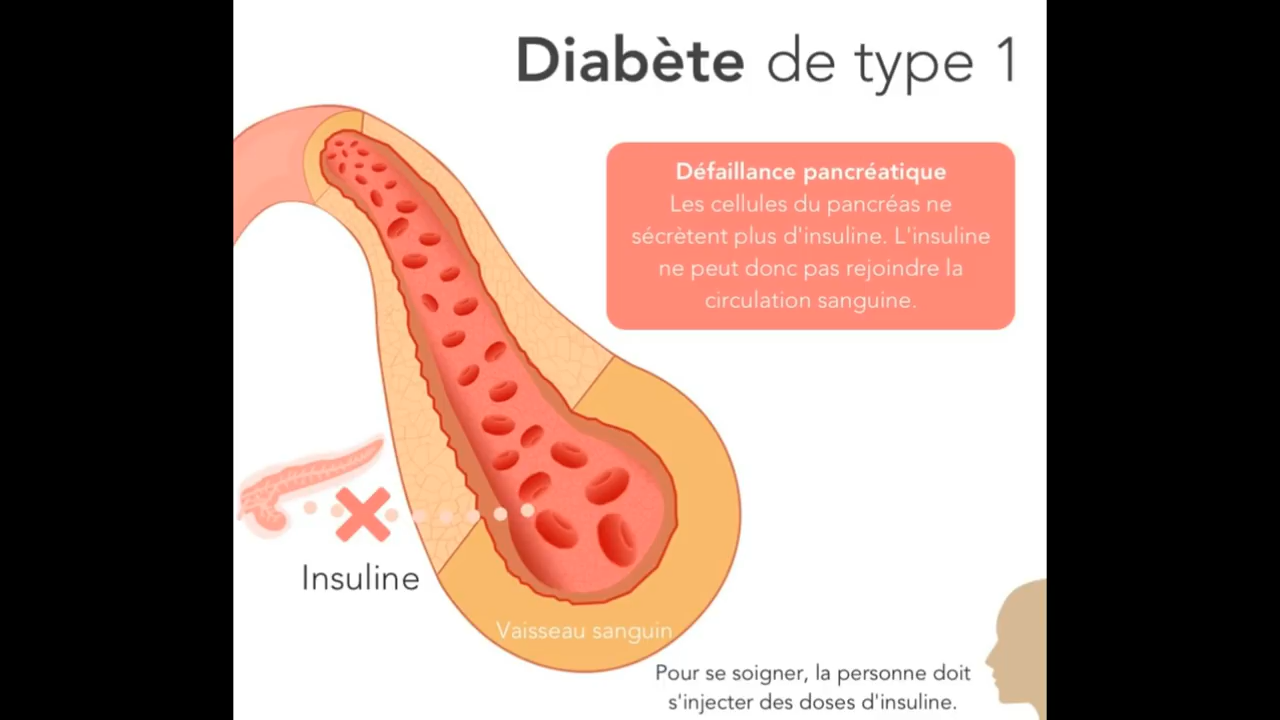 Diabète de type 1
Défaillance pancréatique
Les cellules du pancréas ne
sécrètent plus d'insuline. L'insuline
ne peut donc pas rejoindre la
circulation sanguine.
Insuline
Vaisseau sanguin
Pour se soigner, la personne doit
s'injecter des doses d'insuline.